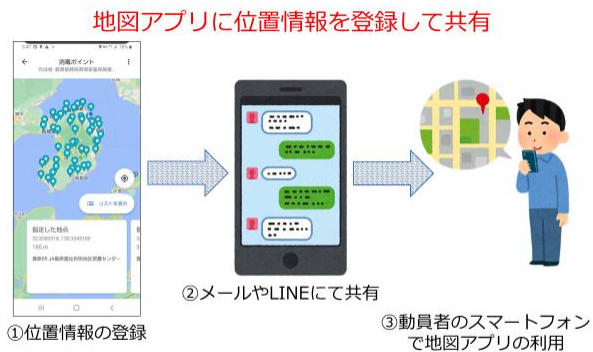 地図アプリに位置情報を登録して共有
消毒ポイント
リストを表示
指定した地点
180 m
②メールやLINEにて共有
①位置情報の登録
③動員者のスマートフォン
で地図アプリの利用